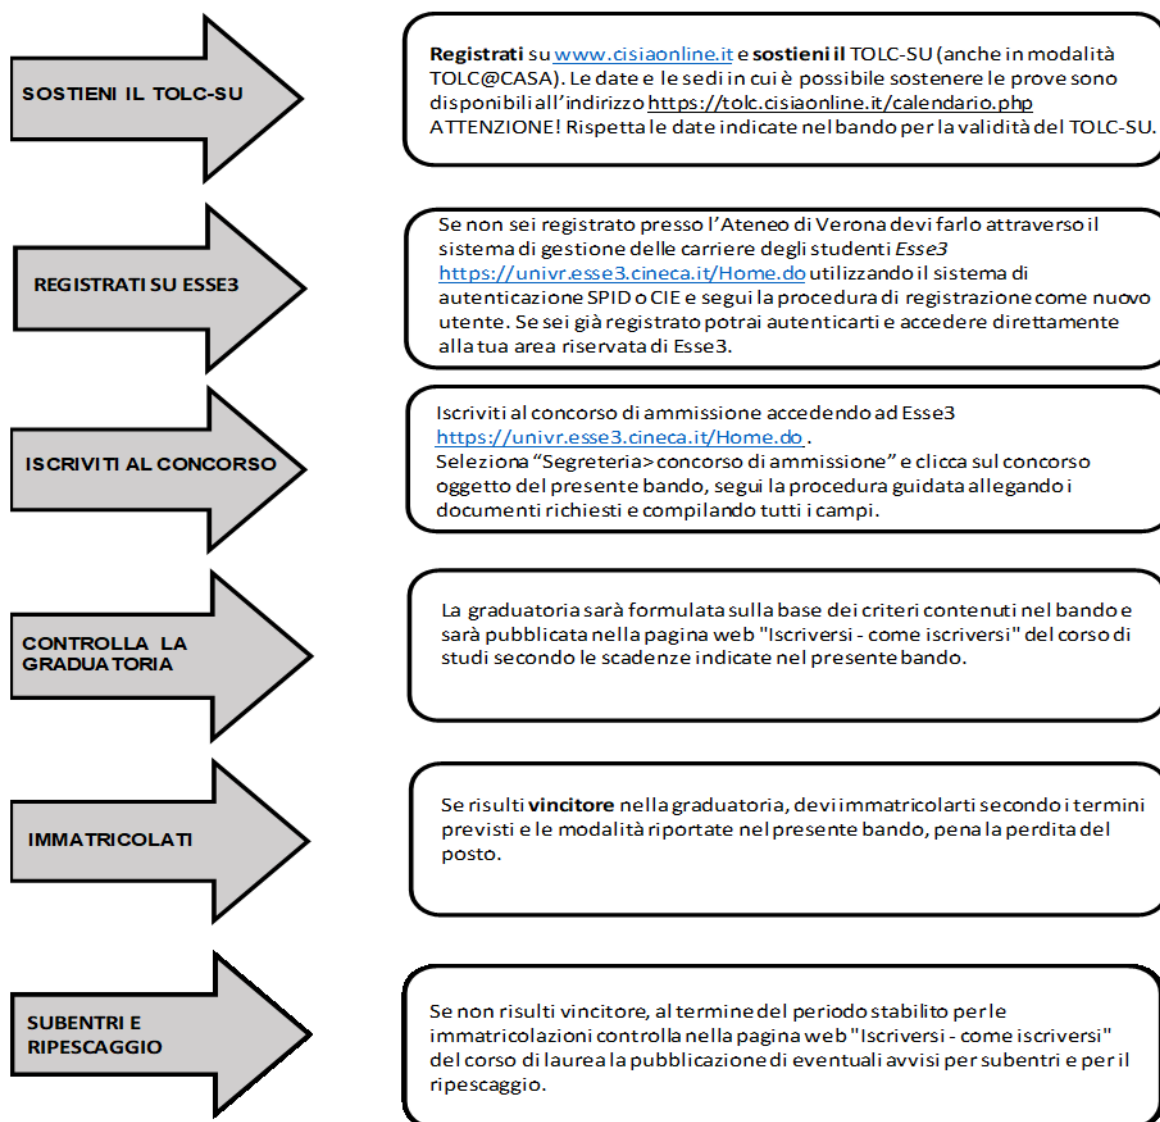 SOSTIENI IL TOLC-SU
Registrati su www.cisiaonline.it e sostieni il TOLC-SU (anche in modalità
TOLC@CASA). Le date e le sedi in cui è possibile sostenere le prove sono
disponibili all’indirizzo https://tolc.cisiaonline.it/calendario.php
ATTENZIONE! Rispetta le date indicate nel bando per la validità del TOLC-SU.
REGISTRATI SU ESSE3
Se non sei registrato presso l’Ateneo di Verona devi farlo attraverso il
sistema di gestione delle carriere degli studenti Esse3
https://univr.esse3.cineca.it/Home.do utilizzando il sistema di
autenticazione SPID o CIE e segui la procedura di registrazione come nuovo
utente. Se sei già registrato potrai autenticarti e accedere direttamente
alla tua area riservata di Esse3.
ISCRIVITI AL CONCORSO
Iscriviti al concorso di ammissione accedendo ad Esse3
https://univr.esse3.cineca.it/Home.do .
Seleziona “Segreteria> concorso di ammissione” e clicca sul concorso
oggetto del presente bando, segui la procedura guidata allegando i
documenti richiesti e compilando tutti i campi.
CONTROLLA LA
GRADUATORIA
La graduatoria sarà formulata sulla base dei criteri contenuti nel bando e
sarà pubblicata nella pagina web "Iscriversi - come iscriversi" del corso di
studi secondo le scadenze indicate nel presente bando.
IMMATRICOLATI
Se risulti vincitore nella graduatoria, devi immatricolarti secondo i termini
previsti e le modalità riportate nel presente bando, pena la perdita del
posto.
SUBENTRI E
RIPESCAGGIO
Se non risulti vincitore, al termine del periodo stabilito per le
immatricolazioni controlla nella pagina web "Iscriversi - come iscriversi"
del corso di laurea la pubblicazione di eventuali avvisi per subentri e per il
ripescaggio.